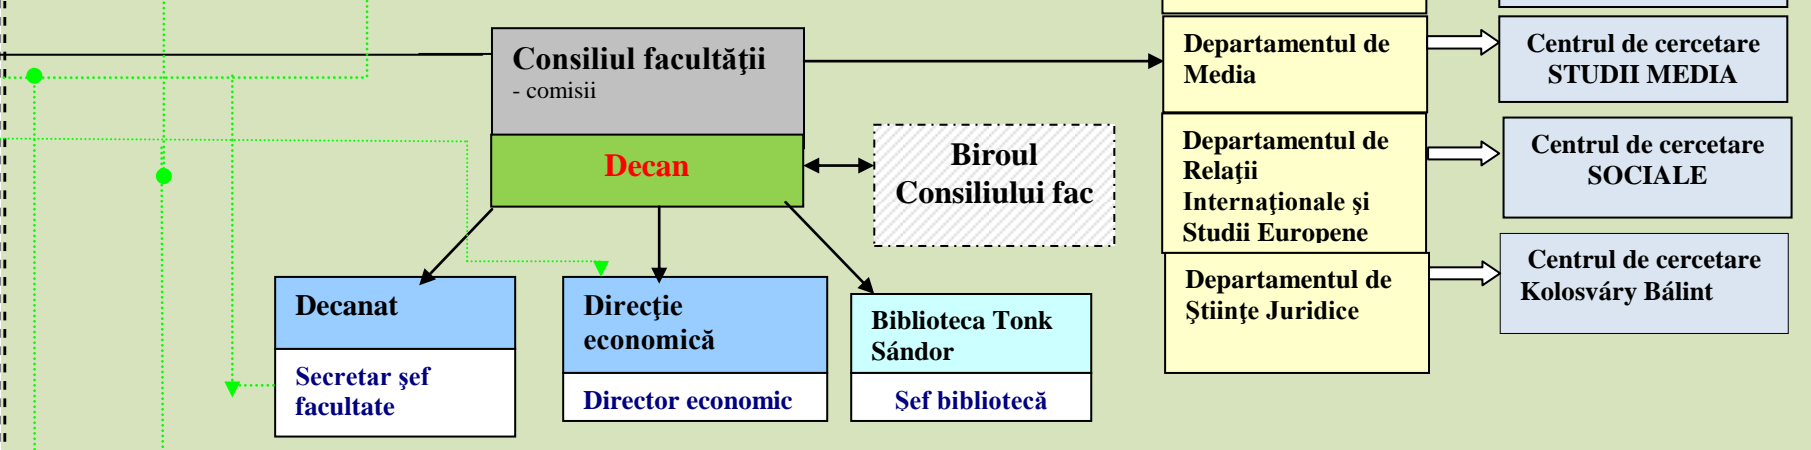 Consiliul facultăţii
- comisii
Decan
Biroul
Consiliului fac
Decanat
Secretar şef
facultate
Direcţie
economică
Director economic
Biblioteca Tonk
Sándor
Şef bibliotecă
Departamentul de
Media
Centrul de cercetare
STUDII MEDIA
Departamentul de
Relaţii
Internaţionale şi
Studii Europene
Centrul de cercetare
SOCIALE
Departamentul de
Ştiinţe Juridice
Centrul de cercetare
Kolosváry Bálint